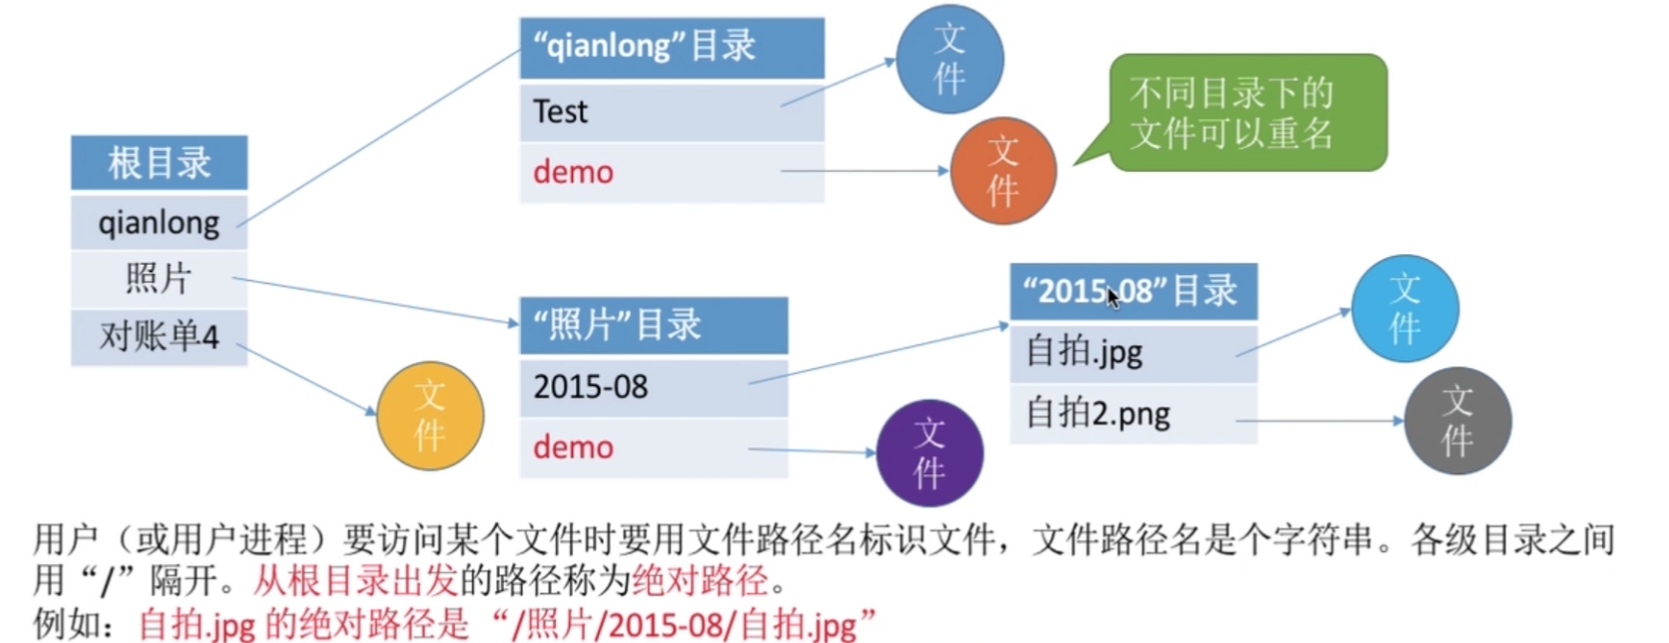 根目录
qianlong
照片
对账单4
文件
“qianlong”目录
Test
demo
文件
文件
不同目录下的
文件可以重名
“照片”目录
2015-08
demo
文件
“2015-08”目录
自拍.jpg
自拍2.png
文件
文件
用户（或用户进程）要访问某个文件时要用文件路径名标识文件，文件路径名是个字符串。各级目录之间
用“/”隔开。从根目录出发的路径称为绝对路径。
例如：自拍.jpg 的绝对路径是 “/照片/2015-08/自拍.jpg”